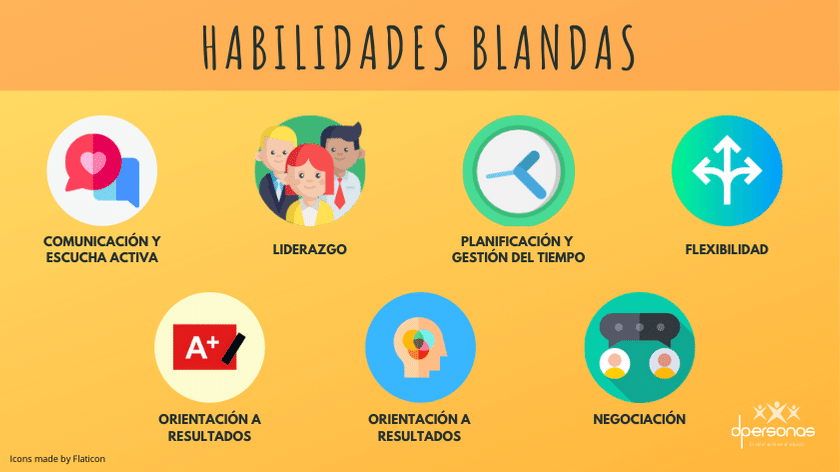 HABILIDADES BLANDAS
COMUNICACIÓN Y
ESCUCHA ACTIVA
LIDERAZGO
PLANIFICACIÓN Y
GESTIÓN DEL TIEMPO
FLEXIBILIDAD
A+
ORIENTACIÓN A
RESULTADOS
ORIENTACIÓN A
RESULTADOS
NEGOCIACIÓN
dpersonas
Icons made by Flaticon